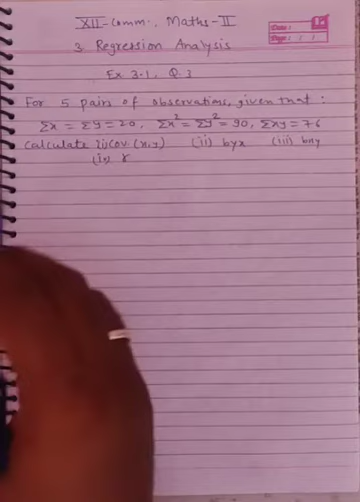 XII-Comm., Maths-II
3. Regression Analysis
Ex. 3.1, Q.3
For 5 pairs of observations, given that:
Σx = Σy = 20, Σx² = Σy² = 90, Σxy = 76
Calculate (i) Cov. (x,y) (ii) byx (iii) bxy
(iv) r